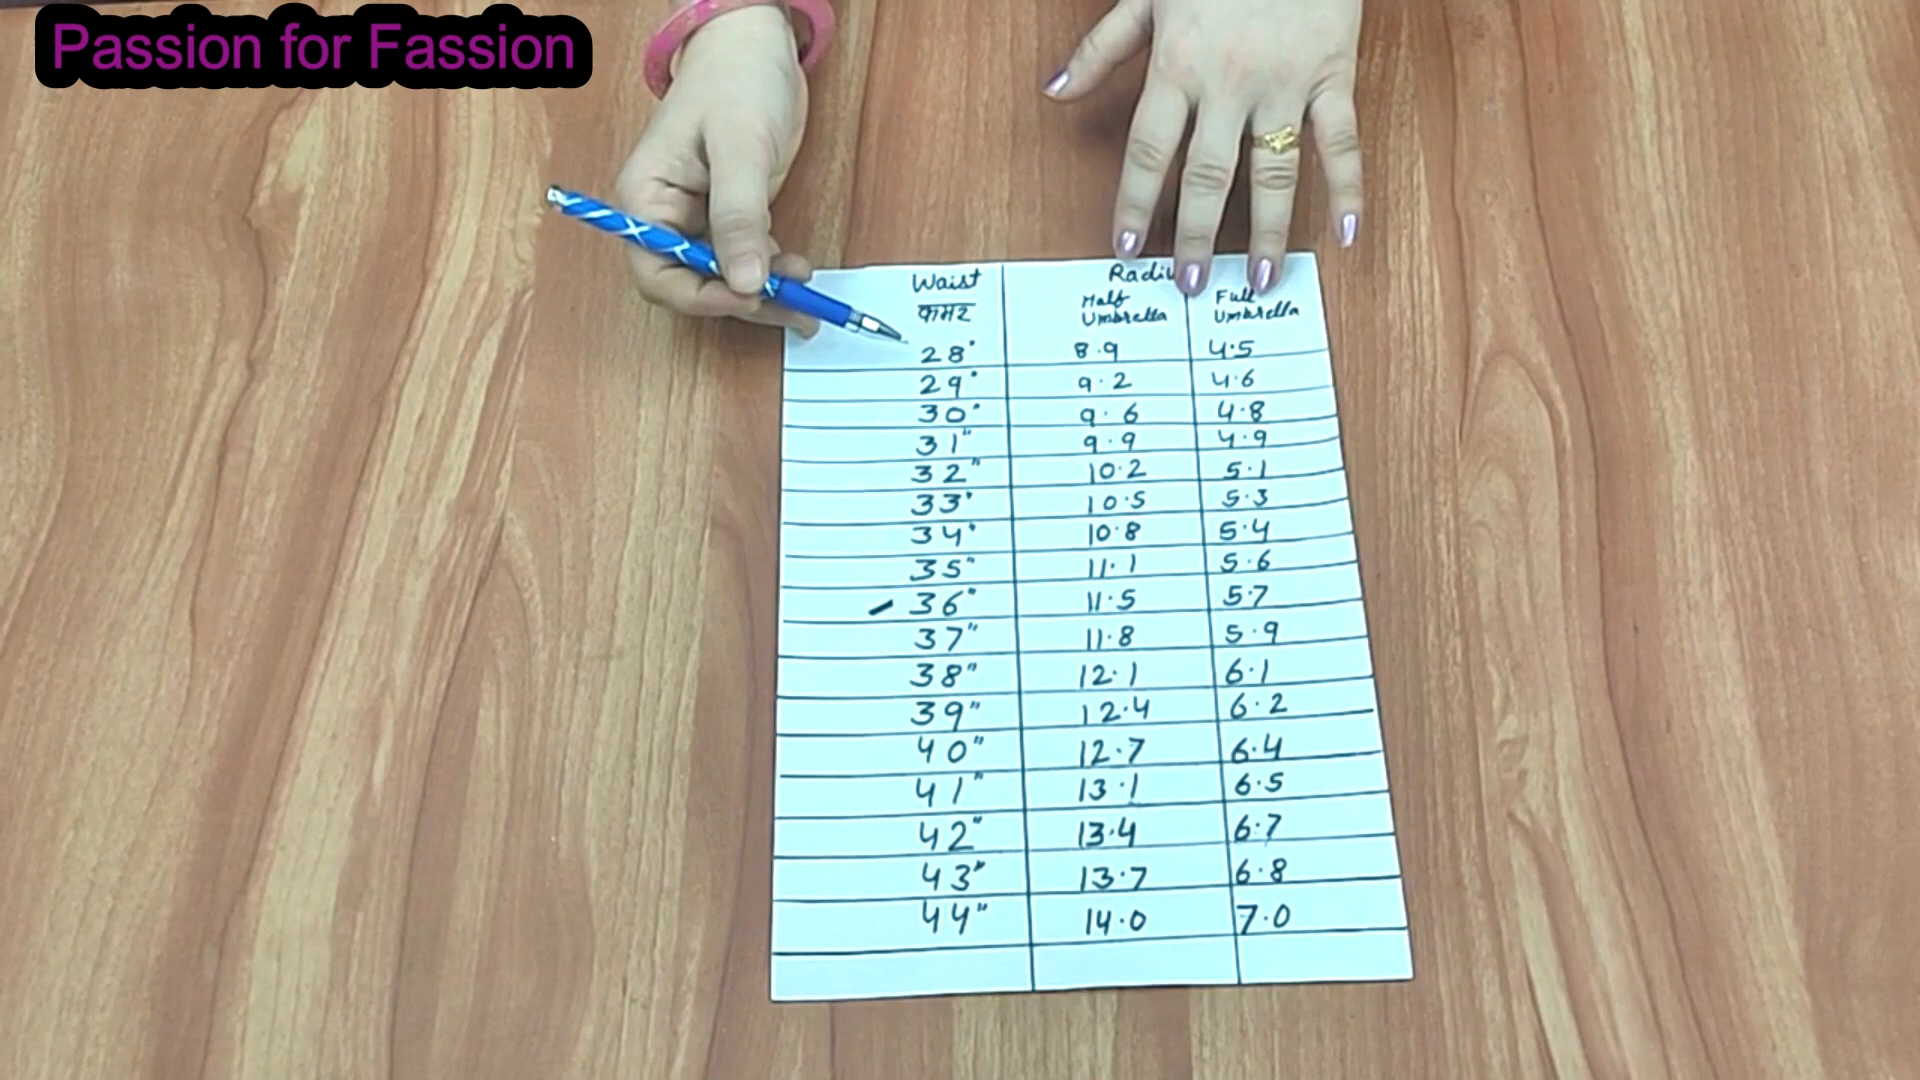 Passion for Fassion
Waist
कमर
Half Umbrella
Full Umbrella
28" 8.9 4.5
29" 9.2 4.6
30" 9.6 4.8
31" 9.9 4.9
32" 10.2 5.1
33" 10.5 5.3
34" 10.8 5.4
35" 11.1 5.6
36" 11.5 5.7
37" 11.8 5.9
38" 12.1 6.1
39" 12.4 6.2
40" 12.7 6.4
41" 13.1 6.5
42" 13.4 6.7
43" 13.7 6.8
44" 14.0 7.0